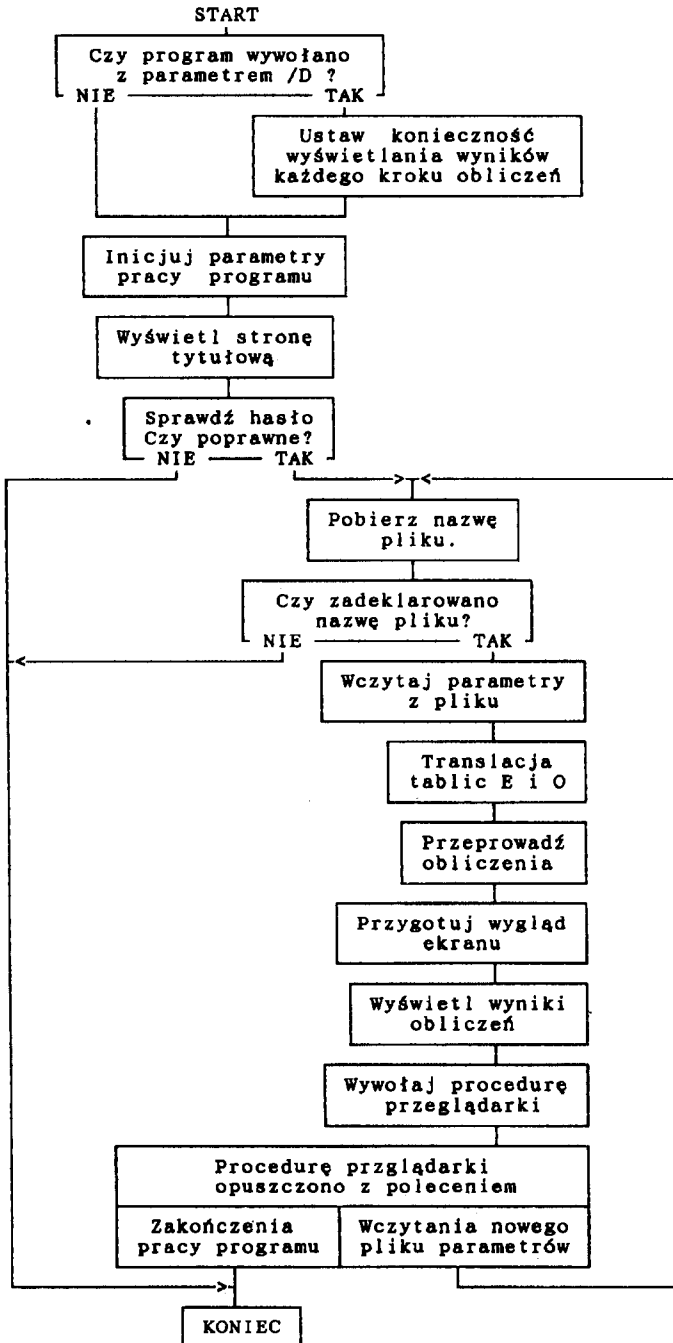 START
Czy program wywołano
z parametrem /D ?
NIE TAK
Ustaw konieczność
wyświetlania wyników
każdego kroku obliczeń
Inicjuj parametry
pracy programu
Wyświetl stronę
tytułową
Sprawdź hasło
Czy poprawne?
NIE TAK
Pobierz nazwę
pliku.
Czy zadeklarowano
nazwę pliku?
NIE TAK
Wczytaj parametry
z pliku
Translacja
tablic E i O
Przeprowadź
obliczenia
Przygotuj wygląd
ekranu
Wyświetl wyniki
obliczeń
Wywołaj procedurę
przeglądarki
Procedurę przglądarki
opuszczono z poleceniem
Zakończenia
pracy programu
Wczytania nowego
pliku parametrów
KONIEC